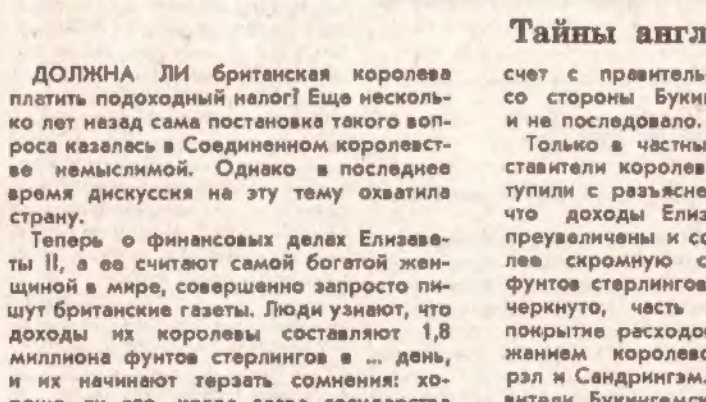 ДОЛЖНА ЛИ британская королева
платить подоходный налог? Еще несколь-
ко лет назад сама постановка такого воп-
роса казалась в Соединенном королевст-
ве немыслимой. Однако в последнее
время дискуссия на эту тему охватила
страну.
Теперь о финансовых делах Елизаве-
ты II, а ее считают самой богатой жен-
щиной в мире, совершенно запросто пи-
шут британские газеты. Люди узнают, что
доходы их королевы составляют 1,8
миллиона фунтов стерлингов в ... день,
и их начинают терзать сомнения: хо-
Тайны англ
счет с правитель
со стороны Букин
и не последовало.
Только в частны
ставители королев
тупили с разъясне
что доходы Елиз
преувеличены и со
лее скромную с
фунтов стерлингов
черкнуто, часть
покрытие расходо
жанием королево
рэл и Сандрингэм.